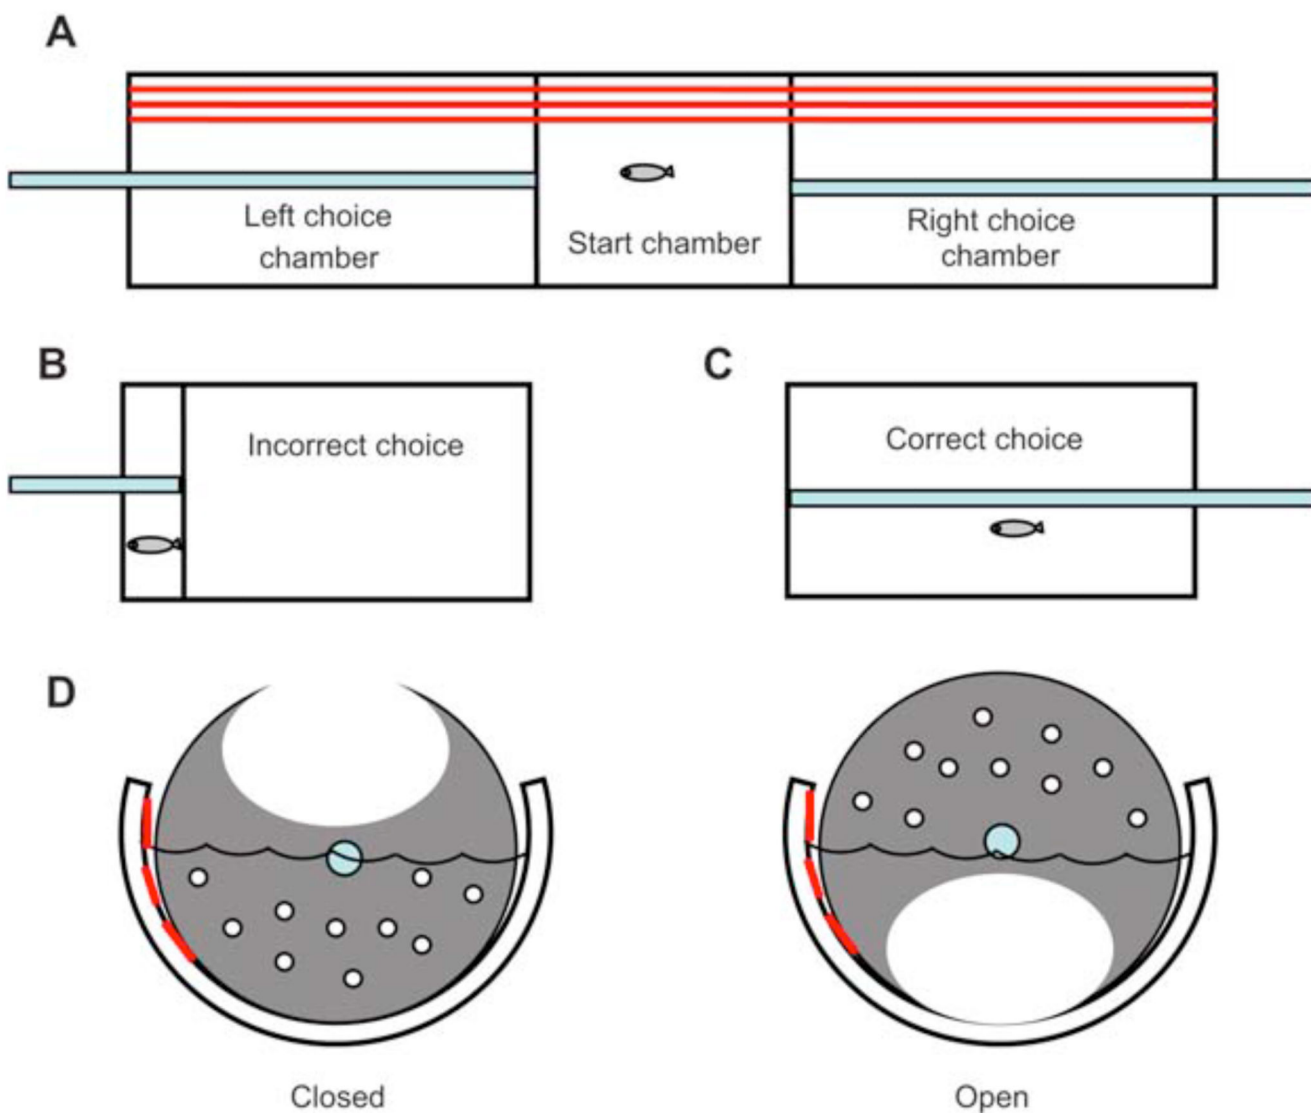 A
Left choice
chamber
Start chamber
Right choice
chamber
B
Incorrect choice
C
Correct choice
D
Closed
Open